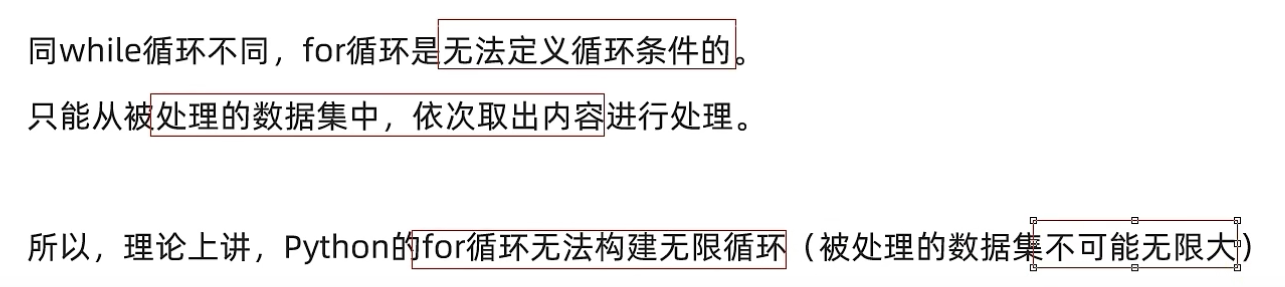 同while循环不同，for循环是无法定义循环条件的。
只能从被处理的数据集中，依次取出内容进行处理。
所以，理论上讲，Python的for循环无法构建无限循环（被处理的数据集不可能无限大）